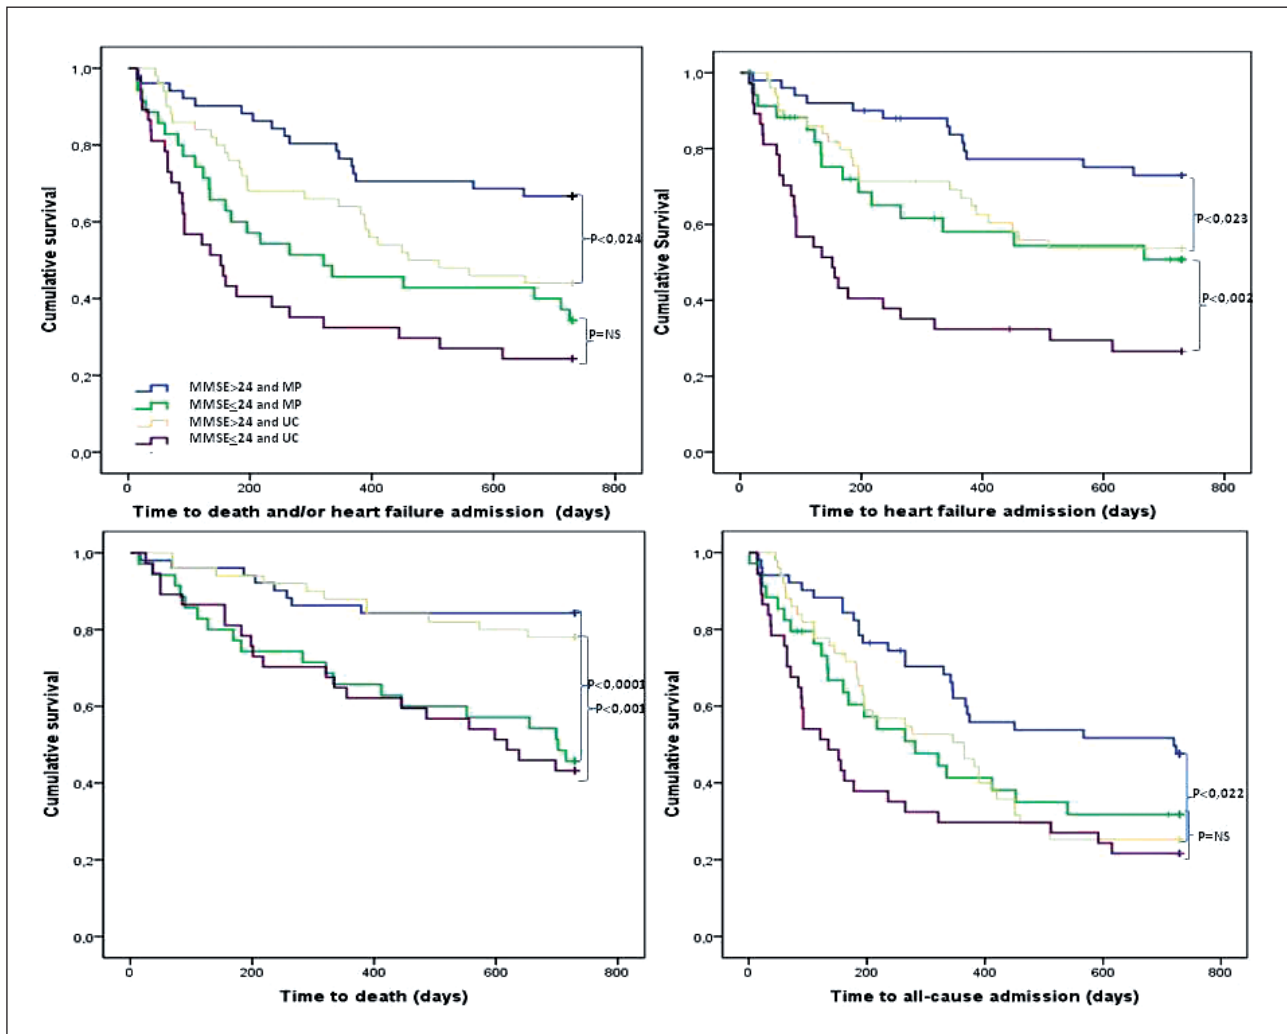 1,0
0,8
0,6
0,4
0,2
0,0
Cumulative survival
P<0,024
P=NS
MMSE>24 and MP
MMSE≤24 and MP
MMSE>24 and UC
MMSE≤24 and UC
0 200 400 600 800
Time to death and/or heart failure admission (days)
1,0
0,8
0,6
0,4
0,2
0,0
Cumulative Survival
P<0,023
P<0,002
0 200 400 600 800
Time to heart failure admission (days)
1,0
0,8
0,6
0,4
0,2
0,0
Cumulative survival
P<0,0001
P<0,001
0 200 400 600 800
Time to death (days)
1,0
0,8
0,6
0,4
0,2
0,0
Cumulative survival
P<0,022
P=NS
0 200 400 600 800
Time to all-cause admission (days)